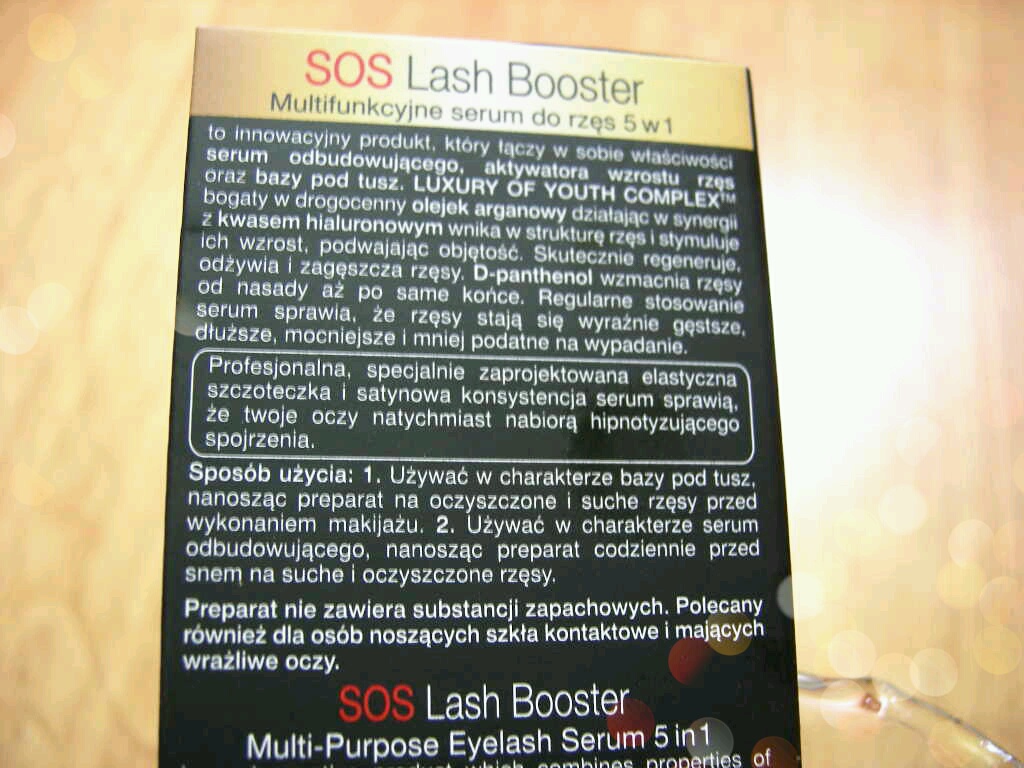 SOS Lash Booster
Multifunkcyjne serum do rzęs 5 w 1
to innowacyjny produkt, który łączy w sobie właściwości
serum odbudowującego, aktywatora wzrostu rzęs
oraz bazy pod tusz. LUXURY OF YOUTH COMPLEX™
bogaty w drogocenny olejek arganowy działając w synergii
z kwasem hialuronowym wnika w strukturę rzęs i stymuluje
ich wzrost, podwajając objętość. Skutecznie regeneruje,
odżywia i zagęszcza rzęsy. D-panthenol wzmacnia rzęsy
od nasady aż po same końce. Regularne stosowanie
serum sprawia, że rzęsy stają się wyraźnie gęstsze,
dłuższe, mocniejsze i mniej podatne na wypadanie.
Profesjonalna, specjalnie zaprojektowana elastyczna
szczoteczka i satynowa konsystencja serum sprawią,
że twoje oczy natychmiast nabiorą hipnotyzującego
spojrzenia.
Sposób użycia: 1. Używać w charakterze bazy pod tusz,
nanosząc preparat na oczyszczone i suche rzęsy przed
wykonaniem makijażu. 2. Używać w charakterze serum
odbudowującego, nanosząc preparat codziennie przed
snem na suche i oczyszczone rzęsy.
Preparat nie zawiera substancji zapachowych. Polecany
również dla osób noszących szkła kontaktowe i mających
wrażliwe oczy.
SOS Lash Booster
Multi-Purpose Eyelash Serum 5 in 1
product which combines properties of